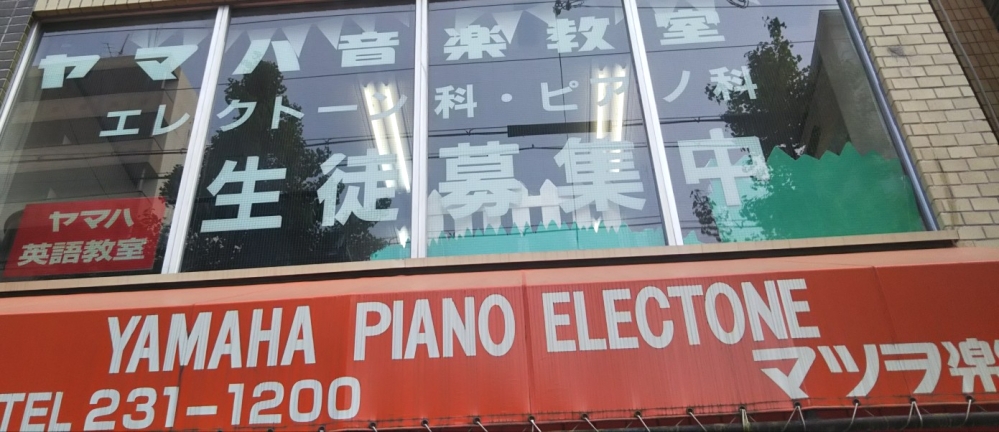 ヤマハ音楽教室
エレクトーン科・ピアノ科
生徒募集中
ヤマハ
英語教室
YAMAHA PIANO ELECTONE
マツヲ楽
TEL 231-1200